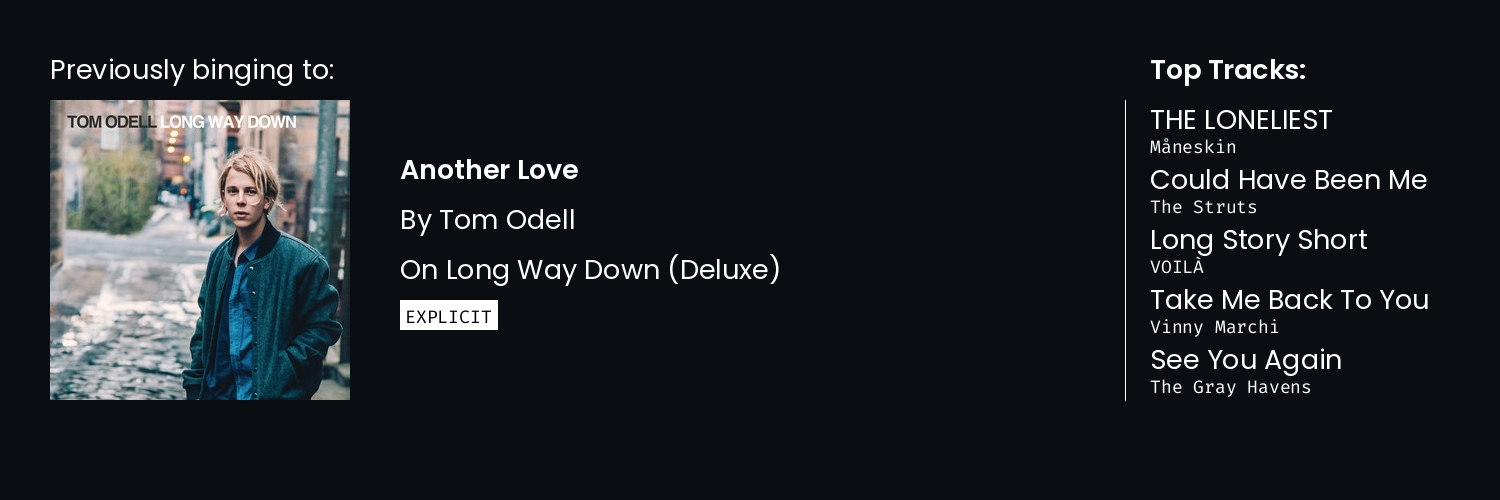 Previously binging to:
TOM ODELL LONG WAY DOWN
Another Love
By Tom Odell
On Long Way Down (Deluxe)
EXPLICIT
Top Tracks:
THE LONELIEST
Måneskin
Could Have Been Me
The Struts
Long Story Short
VOILÀ
Take Me Back To You
Vinny Marchi
See You Again
The Gray Havens